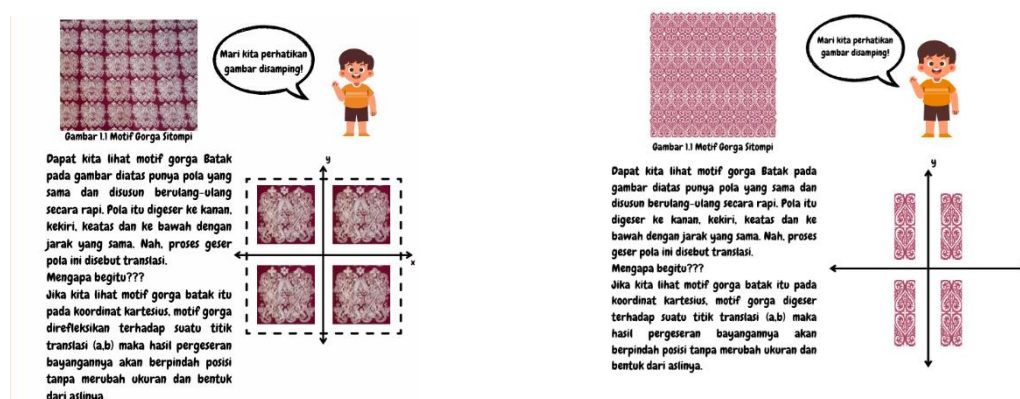 Mari kita perhatikan
gambar disamping!
Gambar 1.1 Motif Gorga Sitompi
Dapat kita lihat motif gorga Batak
pada gambar diatas punya pola yang
sama dan disusun berulang-ulang
secara rapi. Pola itu digeser ke kanan,
kekiri, keatas dan ke bawah dengan
jarak yang sama. Nah, proses geser
pola ini disebut translasi.
Mengapa begitu???
Jika kita lihat motif gorga batak itu
pada koordinat kartesius, motif gorga
direfleksikan terhadap suatu titik
translasi (a,b) maka hasil pergeseran
bayangannya akan berpindah posisi
tanpa merubah ukuran dan bentuk
dari aslinya.
y
x
Mari kita perhatikan
gambar disamping!
Gambar 1.1 Motif Gorga Sitompi
Dapat kita lihat motif gorga Batak pada
gambar diatas punya pola yang sama dan
disusun berulang-ulang secara rapi. Pola itu
digeser ke kanan, kekiri, keatas dan ke
bawah dengan jarak yang sama. Nah, proses
geser pola ini disebut translasi.
Mengapa begitu???
Jika kita lihat motif gorga batak itu pada
koordinat kartesius, motif gorga digeser
terhadap suatu titik translasi (a,b) maka
hasil pergeseran bayangannya akan
berpindah posisi tanpa merubah ukuran dan
bentuk dari aslinya.
y